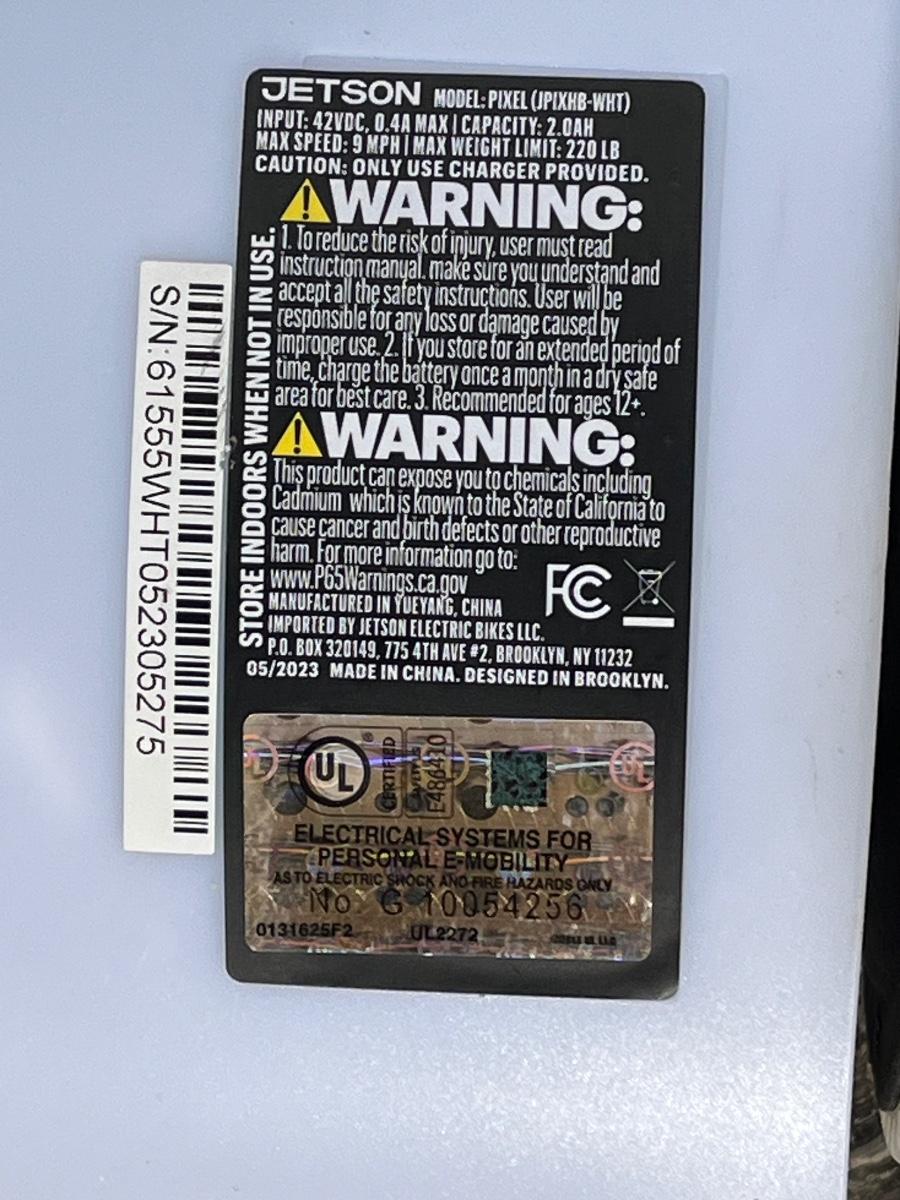 JETSON MODEL: PIXEL (JPIXHB-WHT)
INPUT: 42VDC, 0.4A MAX | CAPACITY: 2.0AH
MAX SPEED: 9 MPH | MAX WEIGHT LIMIT: 220 LB
CAUTION: ONLY USE CHARGER PROVIDED.
WARNING:
1. To reduce the risk of injury, user must read
instruction manual. make sure you understand and
accept all the safety instructions. User will be
responsible for any loss or damage caused by
improper use. 2. If you store for an extended period of
time, charge the battery once a month in a dry safe
area for best care. 3. Recommended for ages 12+.
WARNING:
This product can expose you to chemicals including
Cadmium which is known to the State of California to
cause cancer and birth defects or other reproductive
harm. For more information go to:
www.P65Warnings.ca.gov
MANUFACTURED IN YUEYANG, CHINA
IMPORTED BY JETSON ELECTRIC BIKES LLC.
P.O. BOX 320149, 775 4TH AVE #2, BROOKLYN, NY 11232
05/2023 MADE IN CHINA. DESIGNED IN BROOKLYN.
STORE INDOORS WHEN NOT IN USE.
FC
S/N:61555WHT052305275
UL ®
CERTIFIED
E486410
UL
ELECTRICAL SYSTEMS FOR
PERSONAL E-MOBILITY
AS TO ELECTRIC SHOCK AND FIRE HAZARDS ONLY
No G 10054256
0131625F2 UL2272
UL LLC